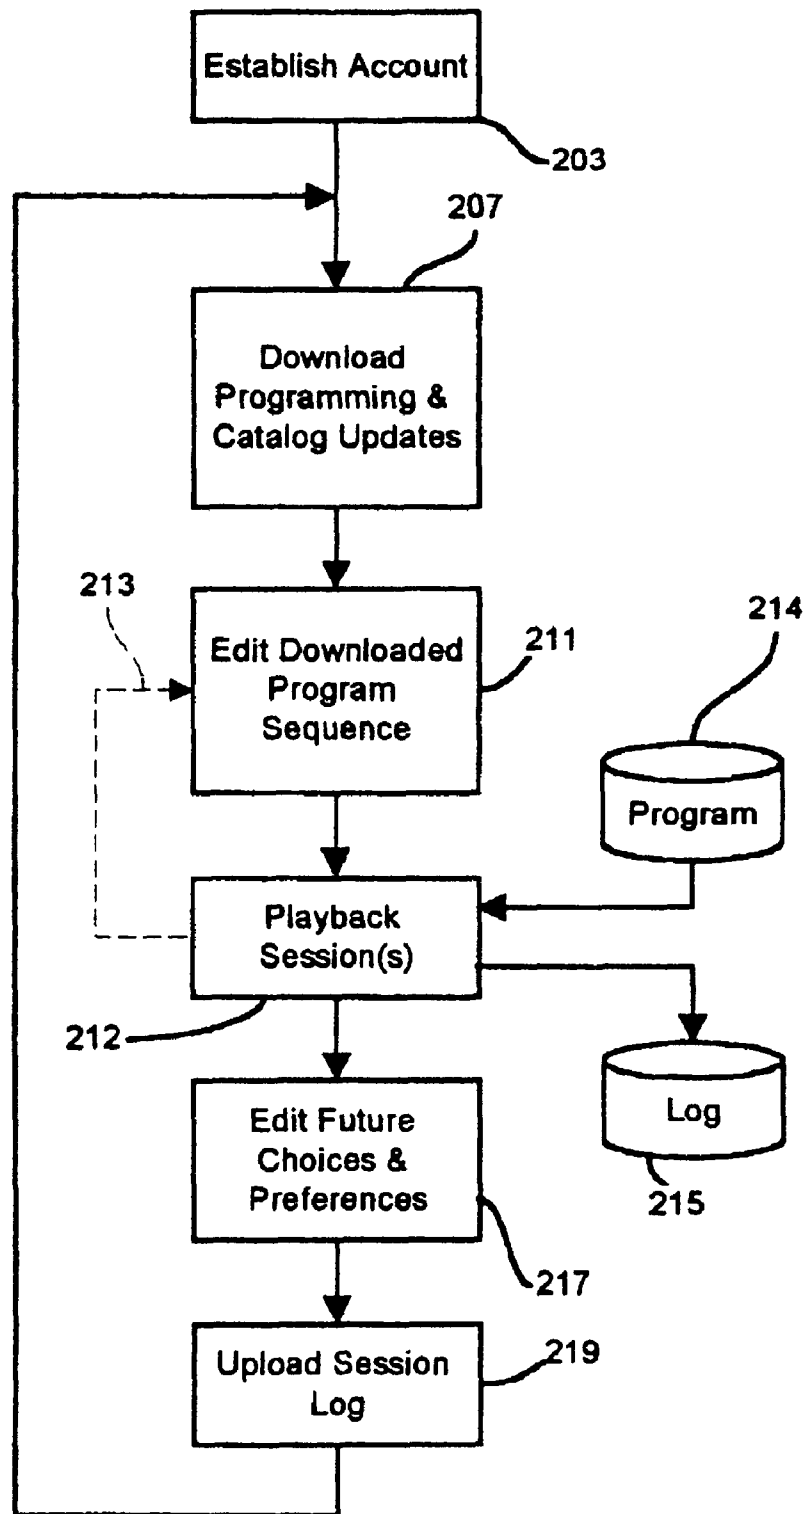 Establish Account
203
207
Download
Programming &
Catalog Updates
213
Edit Downloaded
Program
Sequence
211
214
Program
Playback
Session(s)
212
Log
215
Edit Future
Choices &
Preferences
217
Upload Session
Log
219